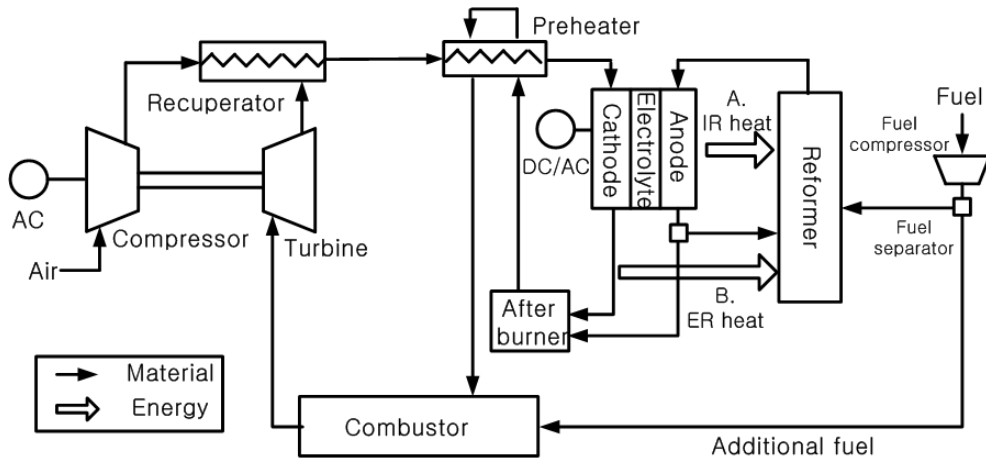 Preheater
Recuperator
Cathode
Electrolyte
Anode
A.
IR heat
Reformer
Fuel
Fuel
compressor
DC/AC
AC
Compressor
Turbine
Air
Fuel
separator
After
burner
B.
ER heat
Material
Energy
Combustor
Additional fuel